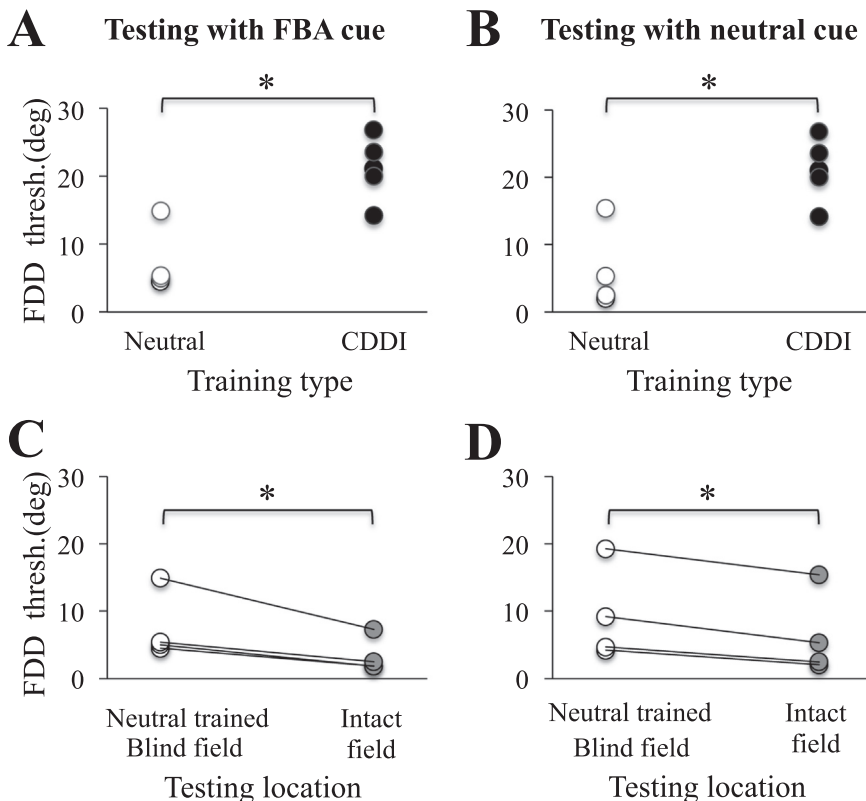 A Testing with FBA cue
*
FDD thresh.(deg)
30
20
10
0
Neutral CDDI
Training type
B Testing with neutral cue
*
30
20
10
0
Neutral CDDI
Training type
C
*
FDD thresh.(deg)
30
20
10
0
Neutral trained
Blind field
Intact
field
Testing location
D
*
30
20
10
0
Neutral trained
Blind field
Intact
field
Testing location